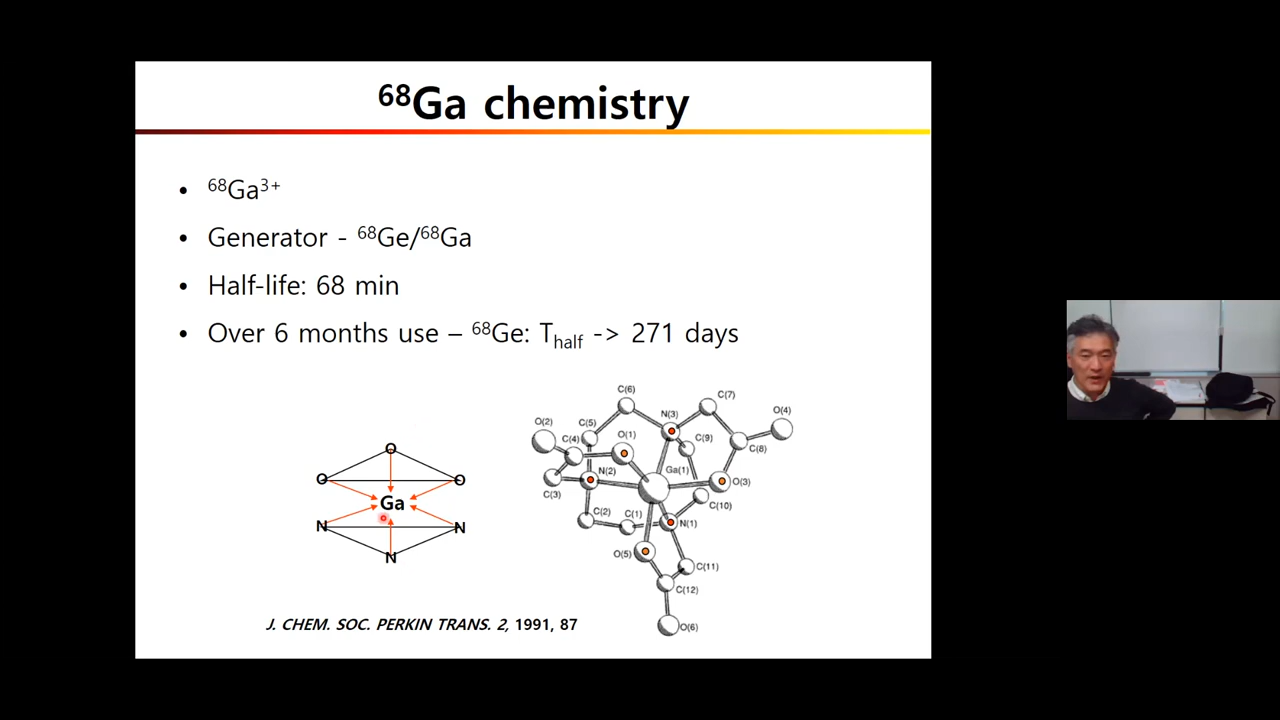 ⁶⁸Ga chemistry
• ⁶⁸Ga³⁺
• Generator - ⁶⁸Ge/⁶⁸Ga
• Half-life: 68 min
• Over 6 months use – ⁶⁸Ge: Tₕₐₗf -> 271 days
O
O O
Ga
N N
N
C(6)
C(7)
O(4)
N(3)
O(2)
C(5)
O(1)
C(4)
C(9)
C(8)
Ga(1)
N(2)
C(3)
O(3)
C(10)
C(2)
C(1)
N(1)
O(5)
C(11)
C(12)
O(6)
J. CHEM. SOC. PERKIN TRANS. 2, 1991, 87